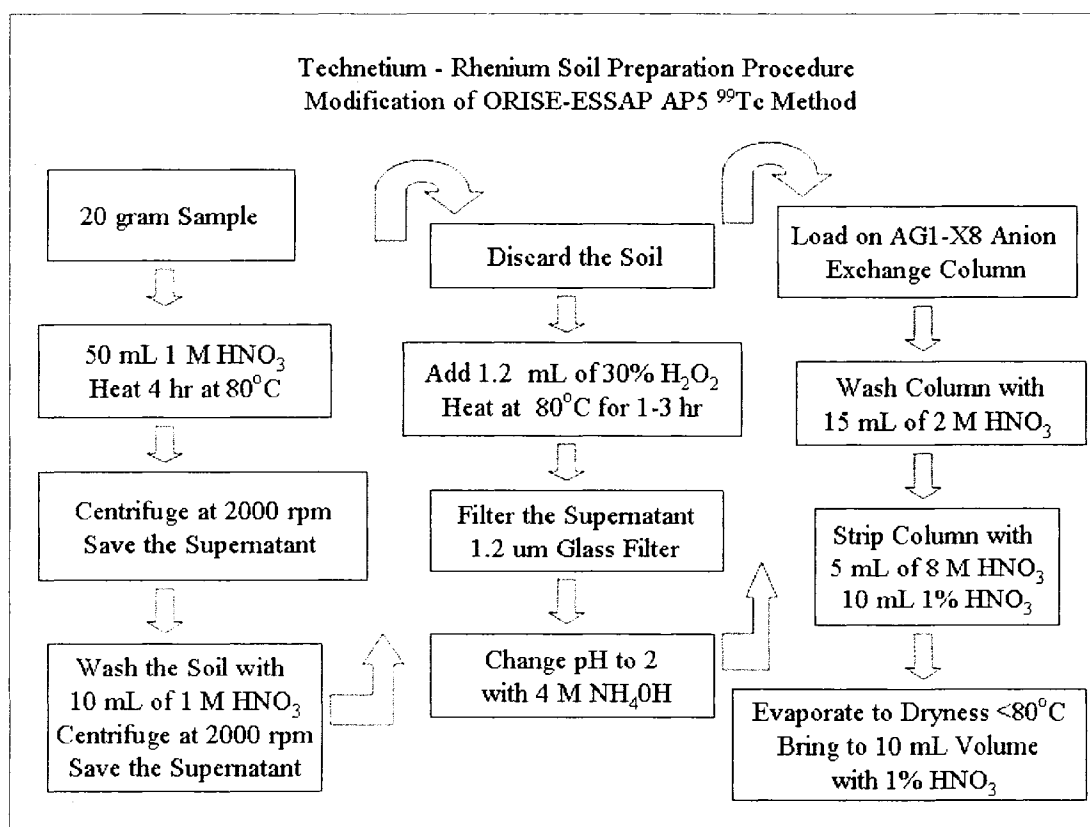 Technetium - Rhenium Soil Preparation Procedure
Modification of ORISE-ESSAP AP5 ⁹⁹Tc Method
20 gram Sample
50 mL 1 M HNO₃
Heat 4 hr at 80°C
Centrifuge at 2000 rpm
Save the Supernatant
Wash the Soil with
10 mL of 1 M HNO₃
Centrifuge at 2000 rpm
Save the Supernatant
Discard the Soil
Add 1.2 mL of 30% H₂O₂
Heat at 80°C for 1-3 hr
Filter the Supernatant
1.2 um Glass Filter
Change pH to 2
with 4 M NH₄0H
Load on AG1-X8 Anion
Exchange Column
Wash Column with
15 mL of 2 M HNO₃
Strip Column with
5 mL of 8 M HNO₃
10 mL 1% HNO₃
Evaporate to Dryness <80°C
Bring to 10 mL Volume
with 1% HNO₃